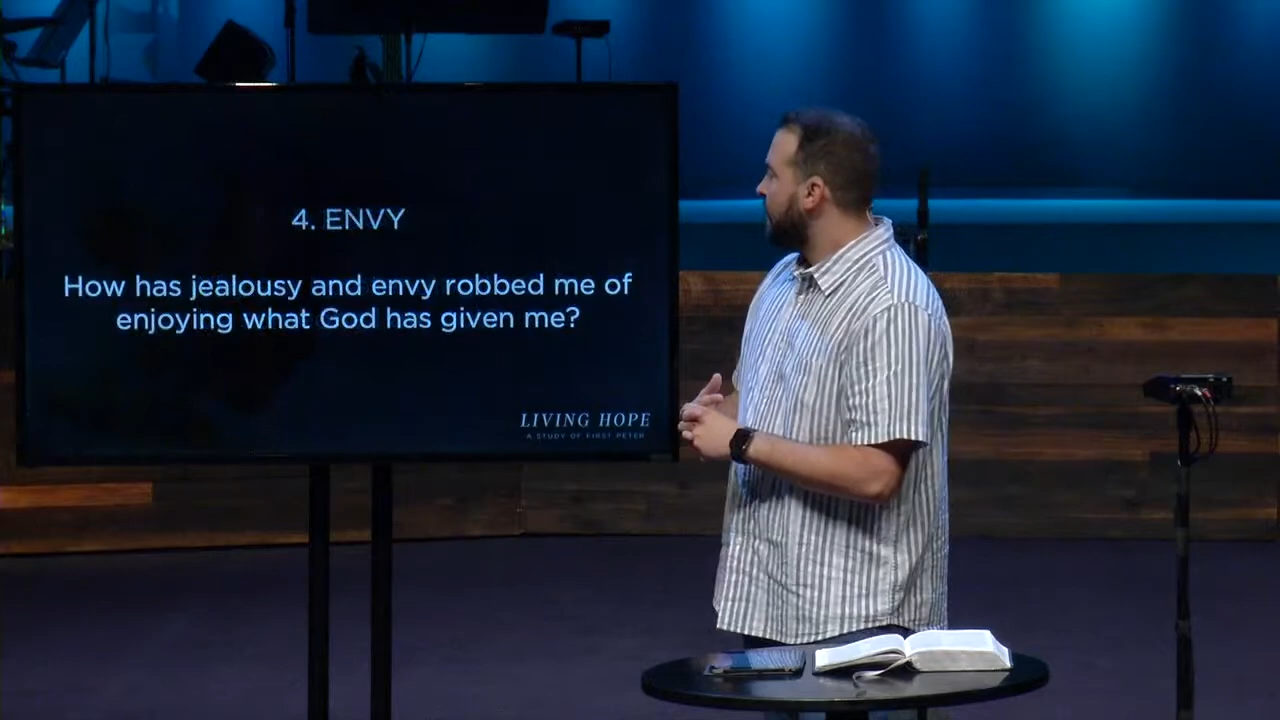 4. ENVY
How has jealousy and envy robbed me of
enjoying what God has given me?
LIVING HOPE
A STUDY OF FIRST PETER